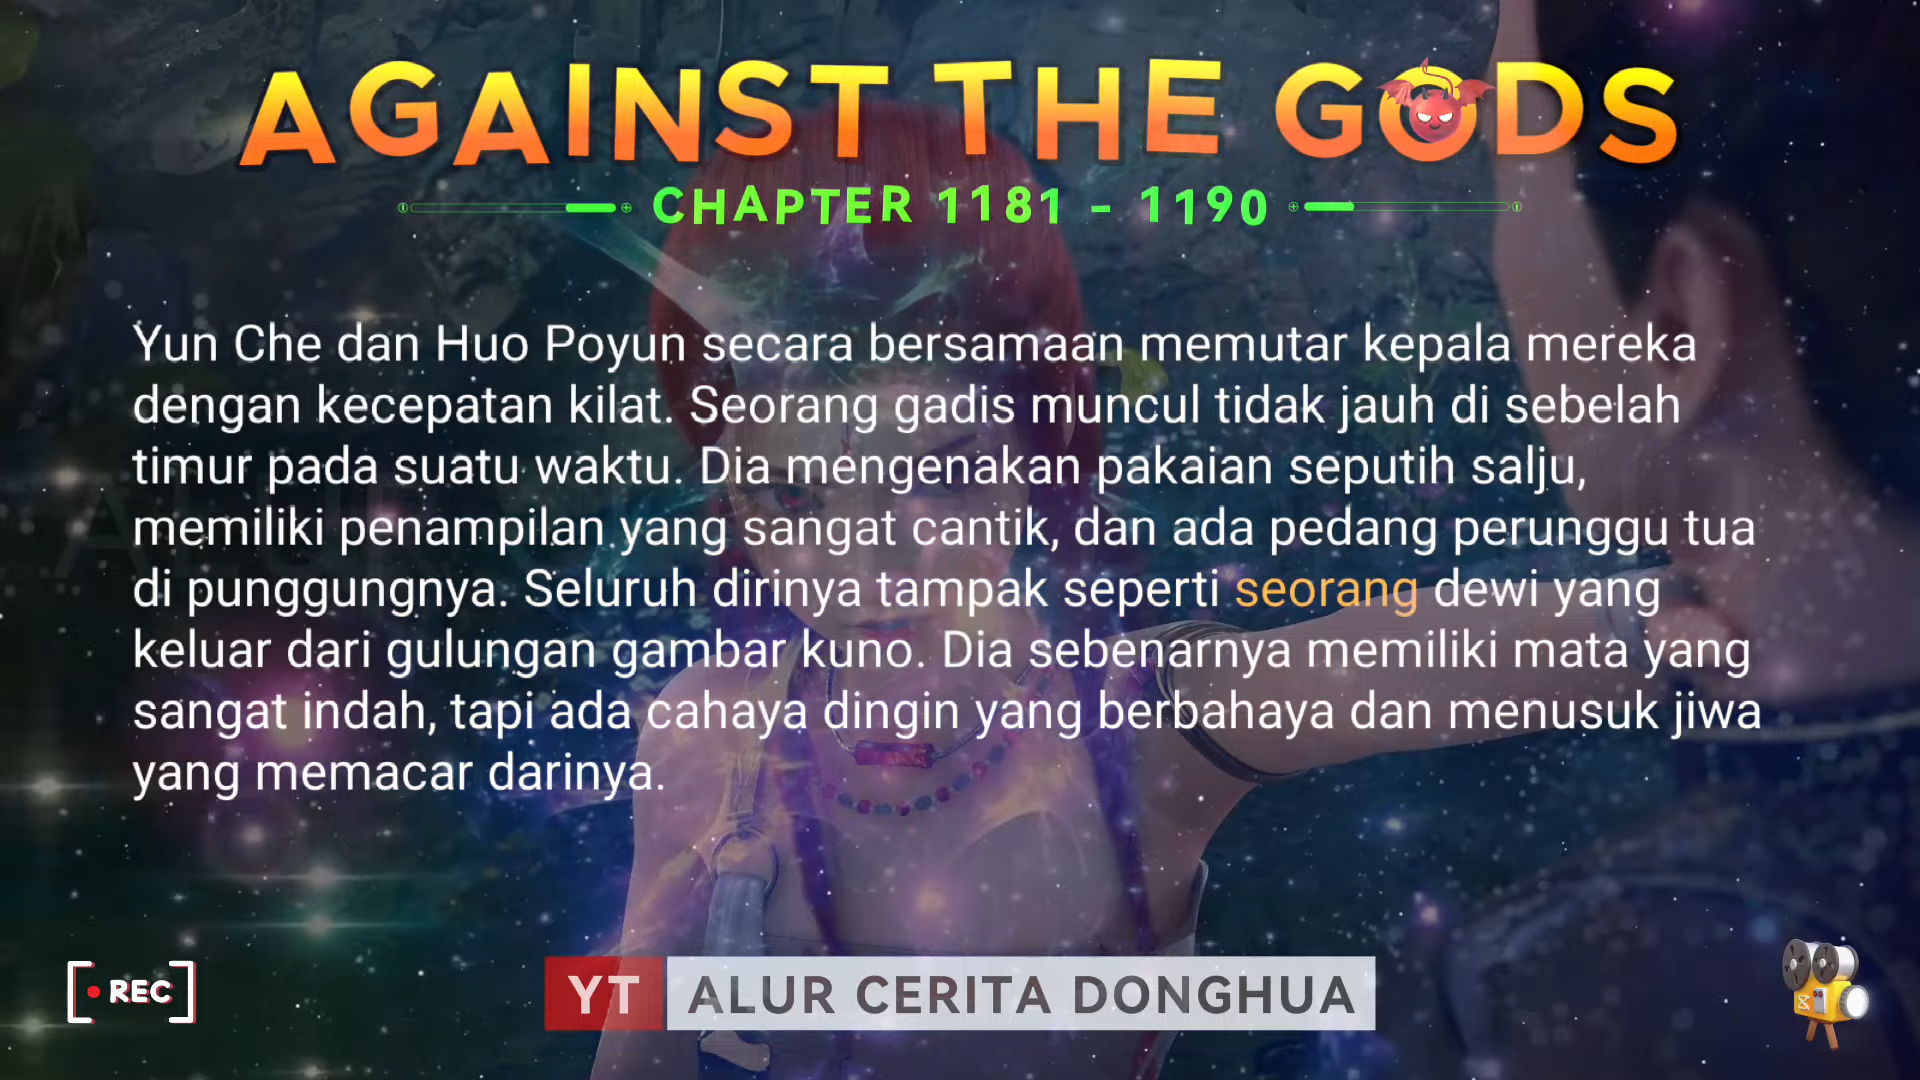 AGAINST THE GODS
CHAPTER 1181 - 1190
Yun Che dan Huo Poyun secara bersamaan memutar kepala mereka
dengan kecepatan kilat. Seorang gadis muncul tidak jauh di sebelah
timur pada suatu waktu. Dia mengenakan pakaian seputih salju,
memiliki penampilan yang sangat cantik, dan ada pedang perunggu tua
di punggungnya. Seluruh dirinya tampak seperti seorang dewi yang
keluar dari gulungan gambar kuno. Dia sebenarnya memiliki mata yang
sangat indah, tapi ada cahaya dingin yang berbahaya dan menusuk jiwa
yang memacar darinya.
REC
YT ALUR CERITA DONGHUA